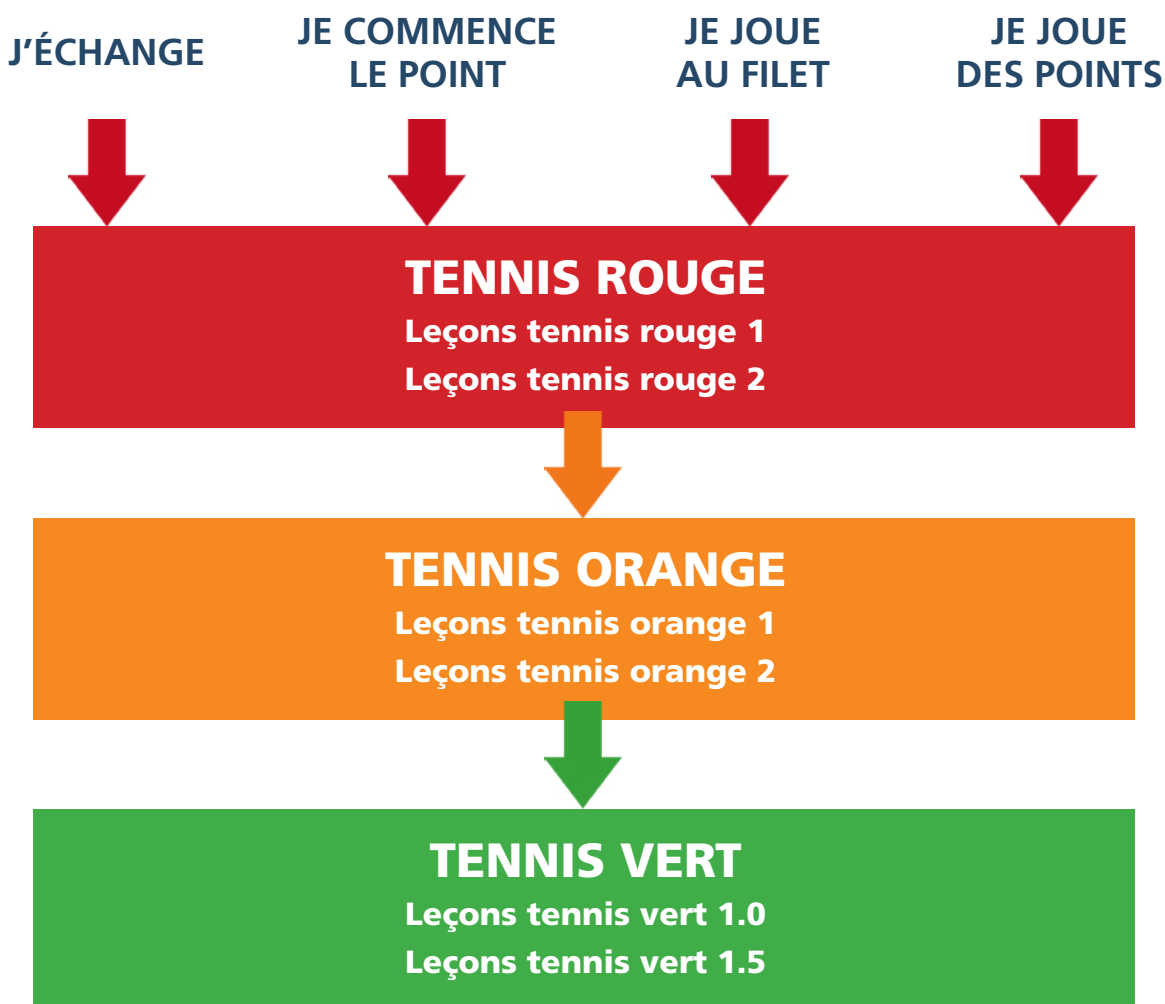 J’ÉCHANGE
JE COMMENCE
LE POINT
JE JOUE
AU FILET
JE JOUE
DES POINTS
TENNIS ROUGE
Leçons tennis rouge 1
Leçons tennis rouge 2
TENNIS ORANGE
Leçons tennis orange 1
Leçons tennis orange 2
TENNIS VERT
Leçons tennis vert 1.0
Leçons tennis vert 1.5